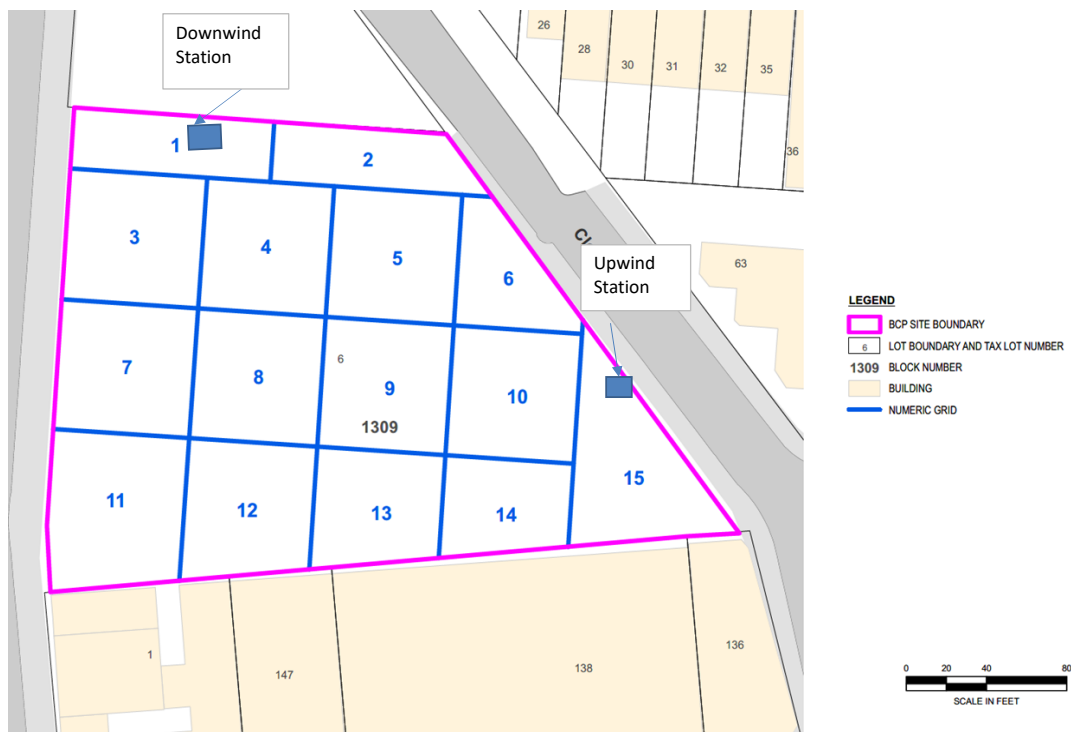 Downwind
Station
26
28
30
31
32
35
36
1
2
3
4
5
6
Upwind
Station
63
7
8
6
9
10
1309
11
12
13
14
15
1
147
138
136
LEGEND
BCP SITE BOUNDARY
6 LOT BOUNDARY AND TAX LOT NUMBER
1309 BLOCK NUMBER
BUILDING
NUMERIC GRID
0 20 40 80
SCALE IN FEET